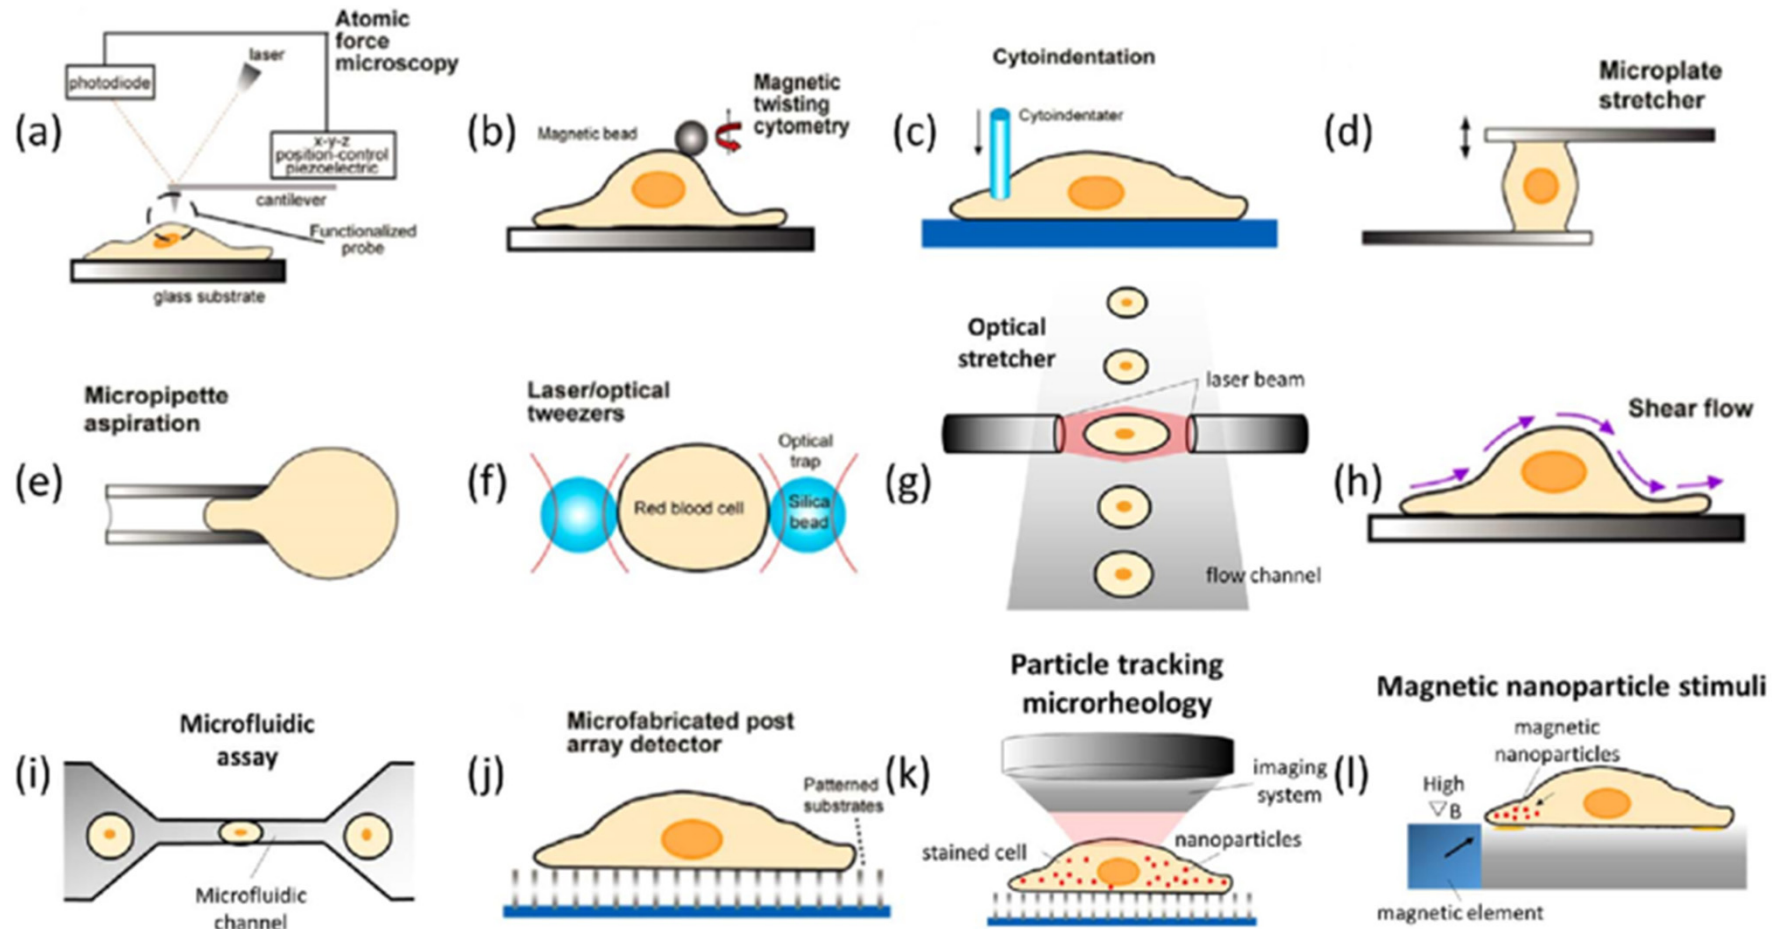 (a)
Atomic
force
microscopy
laser
photodiode
x-y-z
position-control
piezoelectric
cantilever
Functionalized
probe
glass substrate
(b)
Magnetic
twisting
cytometry
Magnetic bead
(c)
Cytoindentation
Cytoindentater
(d)
Microplate
stretcher
(e)
Micropipette
aspiration
(f)
Laser/optical
tweezers
Optical
trap
Red blood cell
Silica
bead
(g)
Optical
stretcher
laser beam
flow channel
(h)
Shear flow
(i)
Microfluidic
assay
Microfluidic
channel
(j)
Microfabricated post
array detector
Patterned
substrates
(k)
Particle tracking
microrheology
imaging
system
stained cell
nanoparticles
(l)
Magnetic nanoparticle stimuli
magnetic
nanoparticles
High
▽B
magnetic element